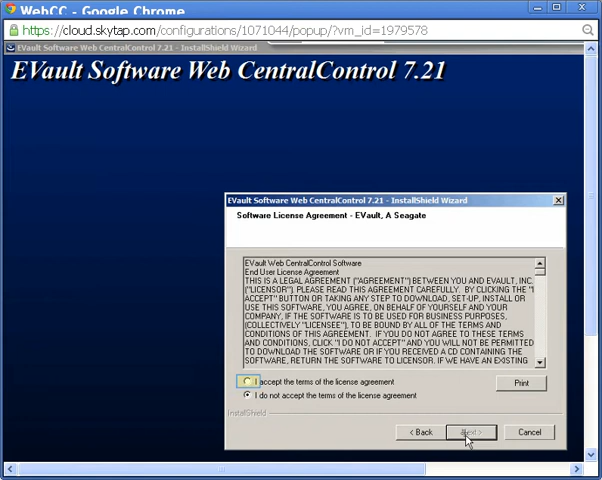 WebCC - Google Chrome
https://cloud.skytap.com/configurations/1071044/popup/?vm_id=1979578
EVault Software Web CentralControl 7.21 - InstallShield Wizard
EVault Software Web CentralControl 7.21
EVault Software Web CentralControl 7.21 - InstallShield Wizard
Software License Agreement - EVault, A Seagate
EVault Web CentralControl Software
End User License Agreement
THIS IS A LEGAL AGREEMENT ("AGREEMENT") BETWEEN YOU AND EVAULT, INC.
("LICENSOR"). PLEASE READ THIS AGREEMENT CAREFULLY. BY CLICKING THE "I
ACCEPT" BUTTON OR TAKING ANY STEP TO DOWNLOAD, SET-UP, INSTALL OR
USE THIS SOFTWARE, YOU AGREE, ON BEHALF OF YOURSELF AND YOUR
COMPANY, IF THE SOFTWARE IS TO BE USED FOR BUSINESS PURPOSES,
(COLLECTIVELY "LICENSEE"), TO BE BOUND BY ALL OF THE TERMS AND
CONDITIONS OF THIS AGREEMENT. IF YOU DO NOT AGREE TO THESE TERMS
AND CONDITIONS, CLICK "I DO NOT ACCEPT" AND YOU WILL NOT BE PERMITTED
TO DOWNLOAD THE SOFTWARE OR IF YOU RECEIVED A CD CONTAINING THE
SOFTWARE, RETURN THE SOFTWARE TO LICENSOR. IF WE HAVE AN EXISTING
I accept the terms of the license agreement
Print
I do not accept the terms of the license agreement
InstallShield
< Back
Next >
Cancel